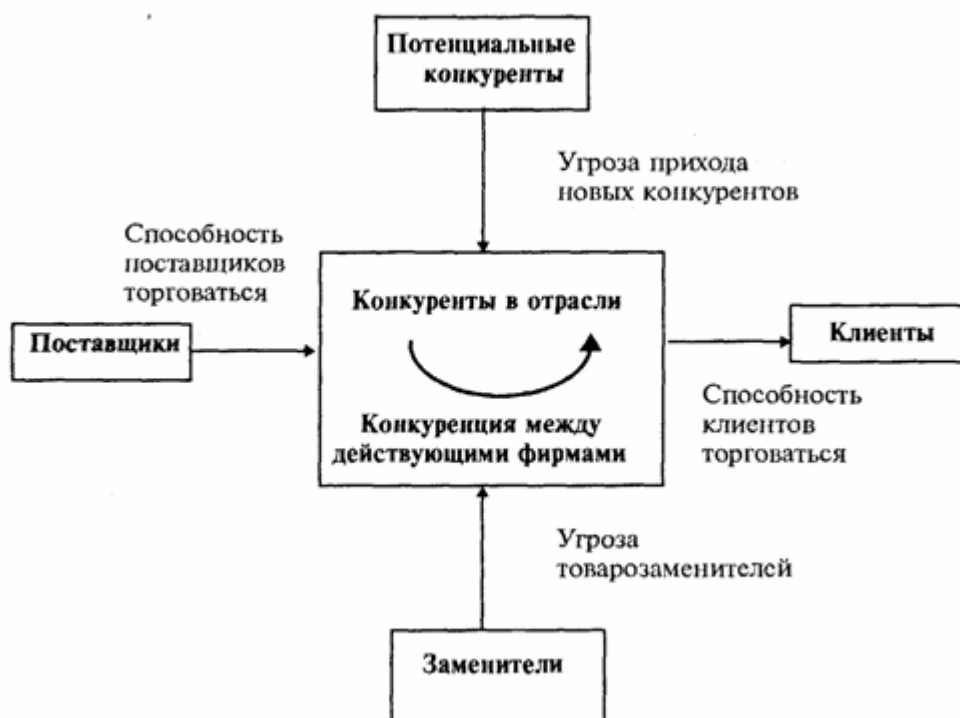 Потенциальные
конкуренты
Угроза прихода
новых конкурентов
Способность
поставщиков
торговаться
Поставщики
Конкуренты в отрасли
Конкуренция между
действующими фирмами
Клиенты
Способность
клиентов
торговаться
Угроза
товарозаменителей
Заменители